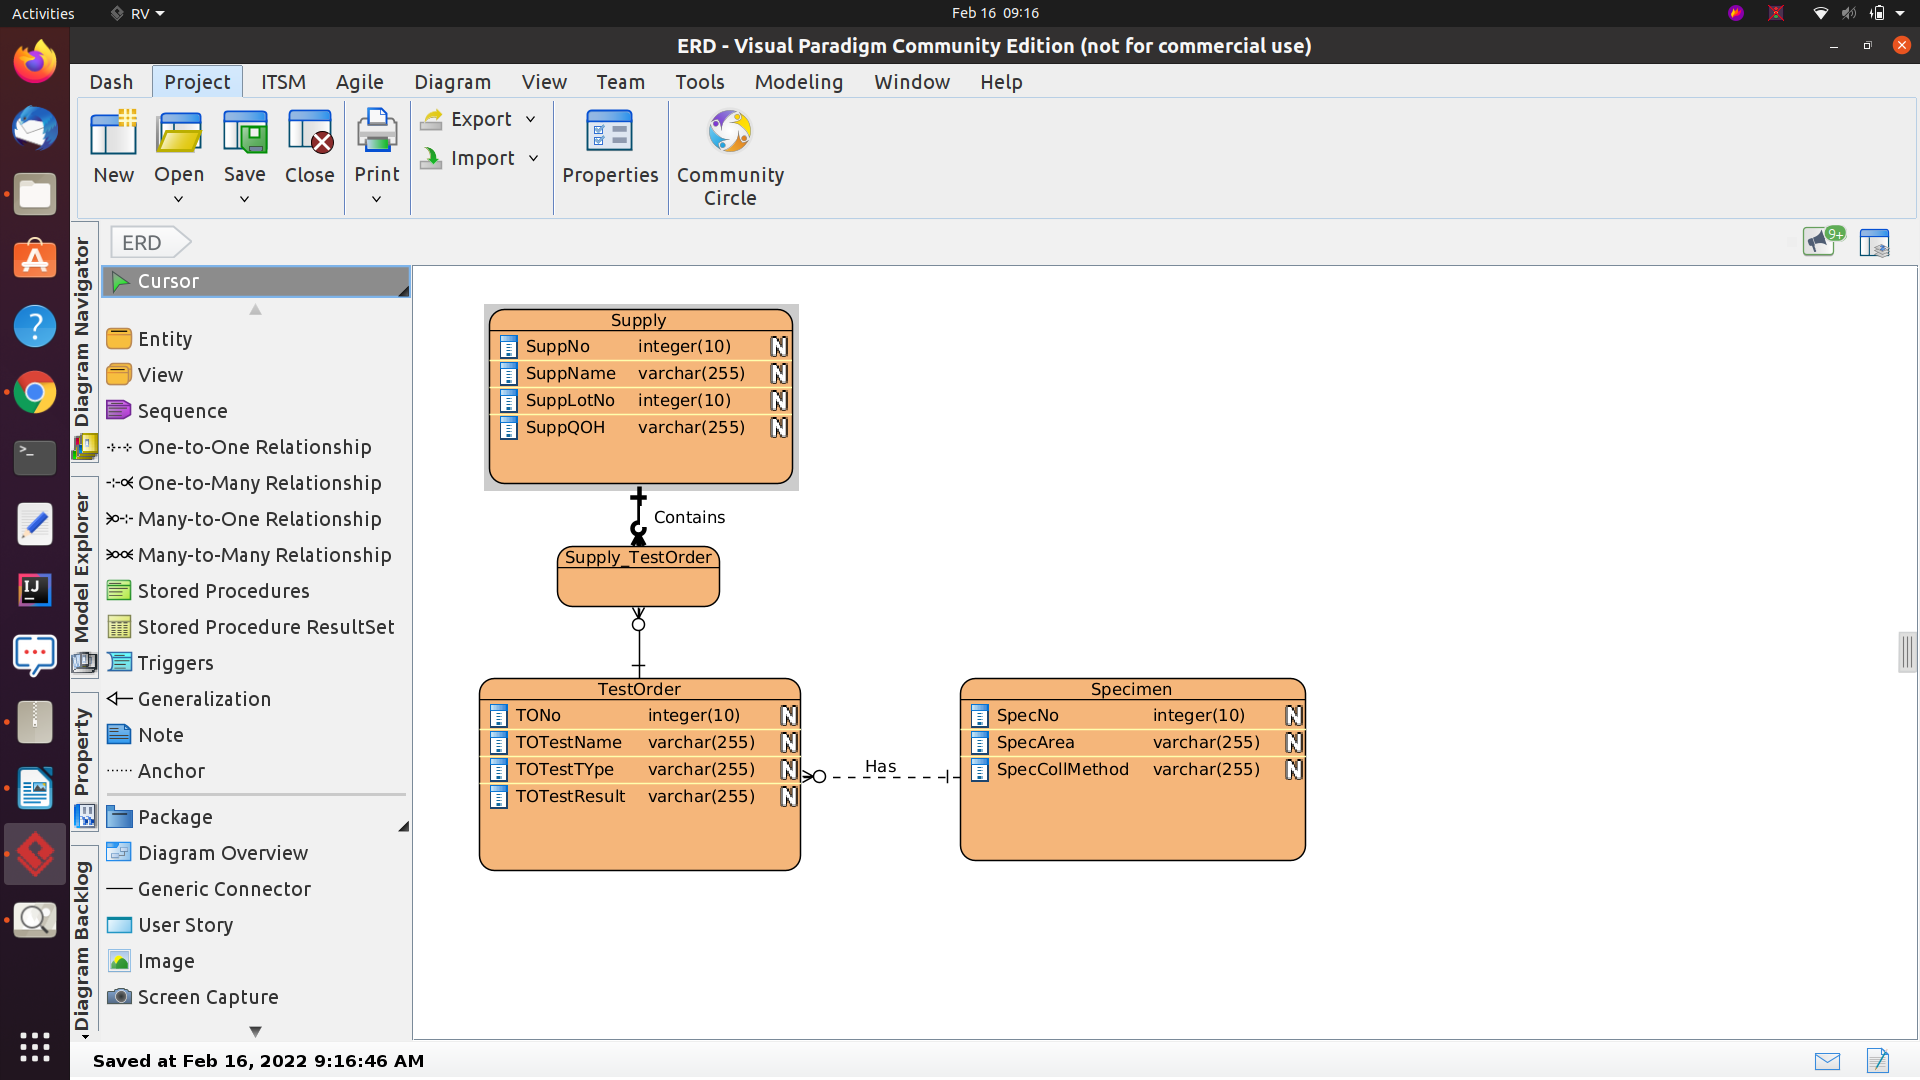 Activities
RV
Feb 16 09:16
ERD - Visual Paradigm Community Edition (not for commercial use)
Dash
Project
ITSM
Agile
Diagram
View
Team
Tools
Modeling
Window
Help
New
Open
Save
Close
Print
Export
Import
Properties
Community
Circle
ERD
9+
Diagram Navigator
Model Explorer
Property
Diagram Backlog
Cursor
Entity
View
Sequence
One-to-One Relationship
One-to-Many Relationship
Many-to-One Relationship
Many-to-Many Relationship
Stored Procedures
Stored Procedure ResultSet
Triggers
Generalization
Note
Anchor
Package
Diagram Overview
Generic Connector
User Story
Image
Screen Capture
Supply
SuppNo integer(10) N
SuppName varchar(255) N
SuppLotNo integer(10) N
SuppQOH varchar(255) N
Contains
Supply_TestOrder
TestOrder
TONo integer(10) N
TOTestName varchar(255) N
TOTestTYpe varchar(255) N
TOTestResult varchar(255) N
Has
Specimen
SpecNo integer(10) N
SpecArea varchar(255) N
SpecCollMethod varchar(255) N
Saved at Feb 16, 2022 9:16:46 AM